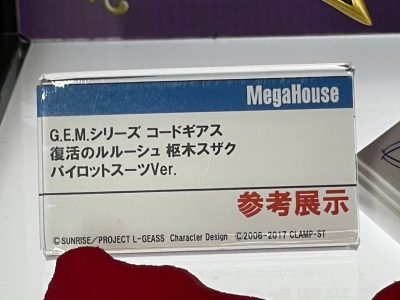 MegaHouse
G.E.M.シリーズ コードギアス
復活のルルーシュ 枢木スザク
パイロットスーツVer.
参考展示
©SUNRISE／PROJECT L-GEASS Character Design ©2006-2017 CLAMP・ST